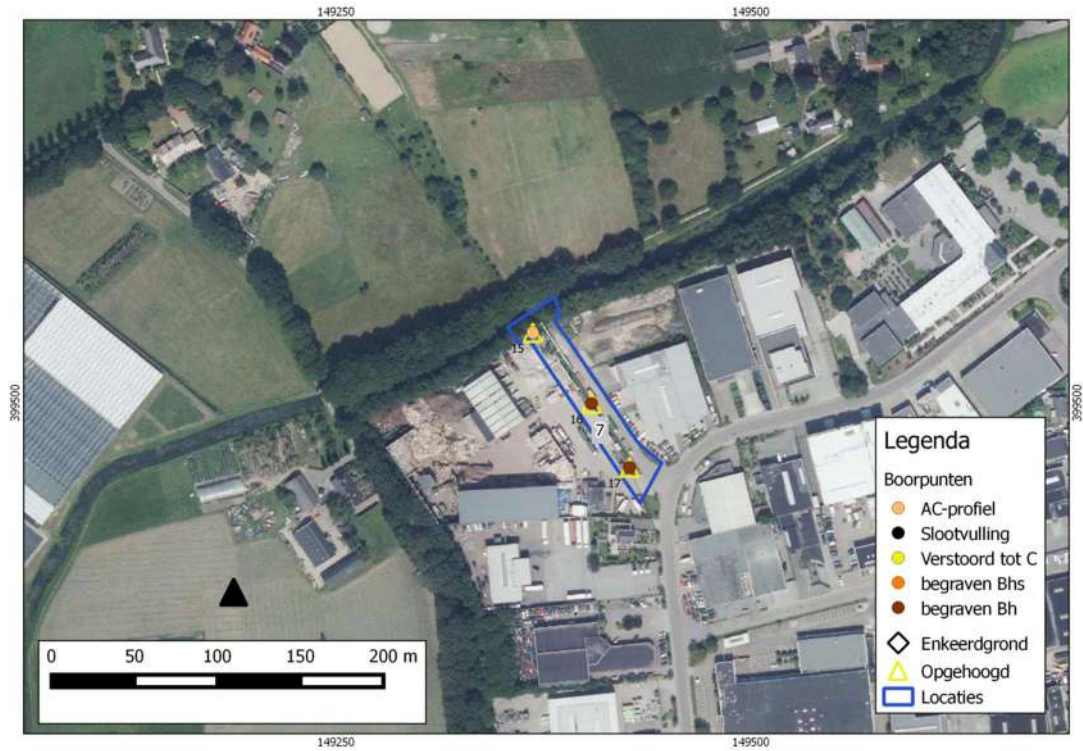 149250
149500
399500
399500
15
16
7
17
Legenda
Boorpunten
AC-profiel
Slootvulling
Verstoord tot C
begraven Bhs
begraven Bh
Enkeerdgrond
Opgehoogd
Locaties
0 50 100 150 200 m
149250
149500